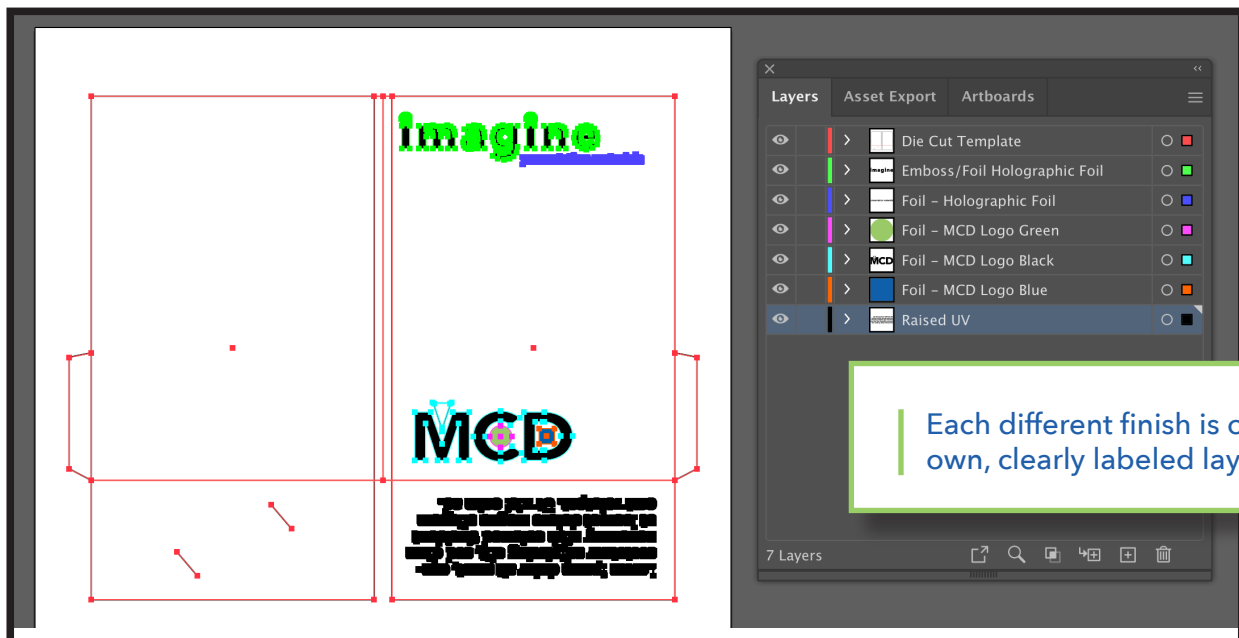 imagine
MCD
Layers
Asset Export
Artboards
Die Cut Template
Emboss/Foil Holographic Foil
Foil – Holographic Foil
Foil – MCD Logo Green
Foil – MCD Logo Black
Foil – MCD Logo Blue
Raised UV
Each different finish is
own, clearly labeled
7 Layers